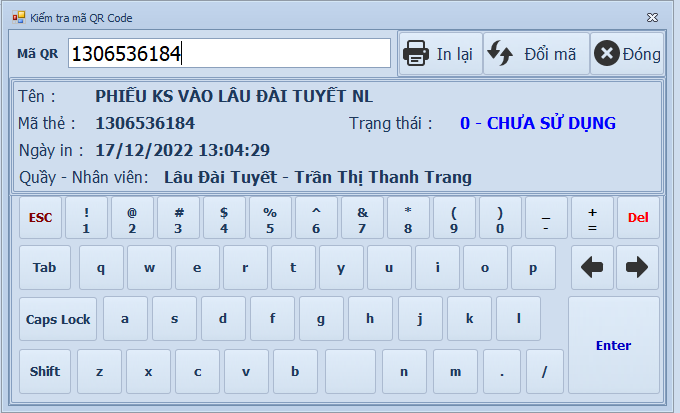 Kiểm tra mã QR Code
Mã QR 1306536184 In lại Đổi mã Đóng
Tên : PHIẾU KS VÀO LÂU ĐÀI TUYẾT NL
Mã thẻ : 1306536184 Trạng thái : 0 - CHƯA SỬ DỤNG
Ngày in : 17/12/2022 13:04:29
Quầy - Nhân viên: Lâu Đài Tuyết - Trần Thị Thanh Trang
ESC ! @ # $ % ^ & * ( ) _ + Del
1 2 3 4 5 6 7 8 9 0 - =
Tab q w e r t y u i o p
Caps Lock a s d f g h j k l
Enter
Shift z x c v b n m . /